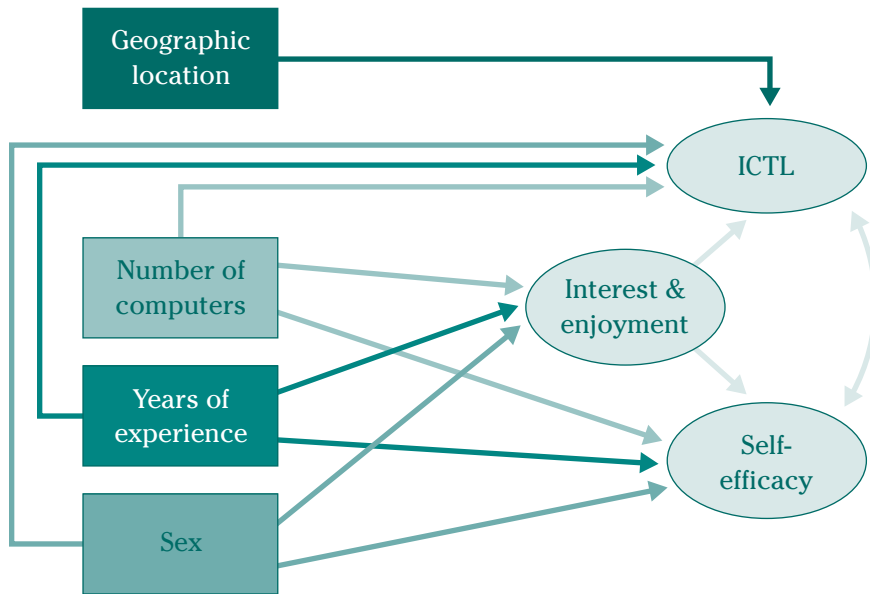 Geographic
location
ICTL
Number of
computers
Interest &
enjoyment
Years of
experience
Self-
efficacy
Sex